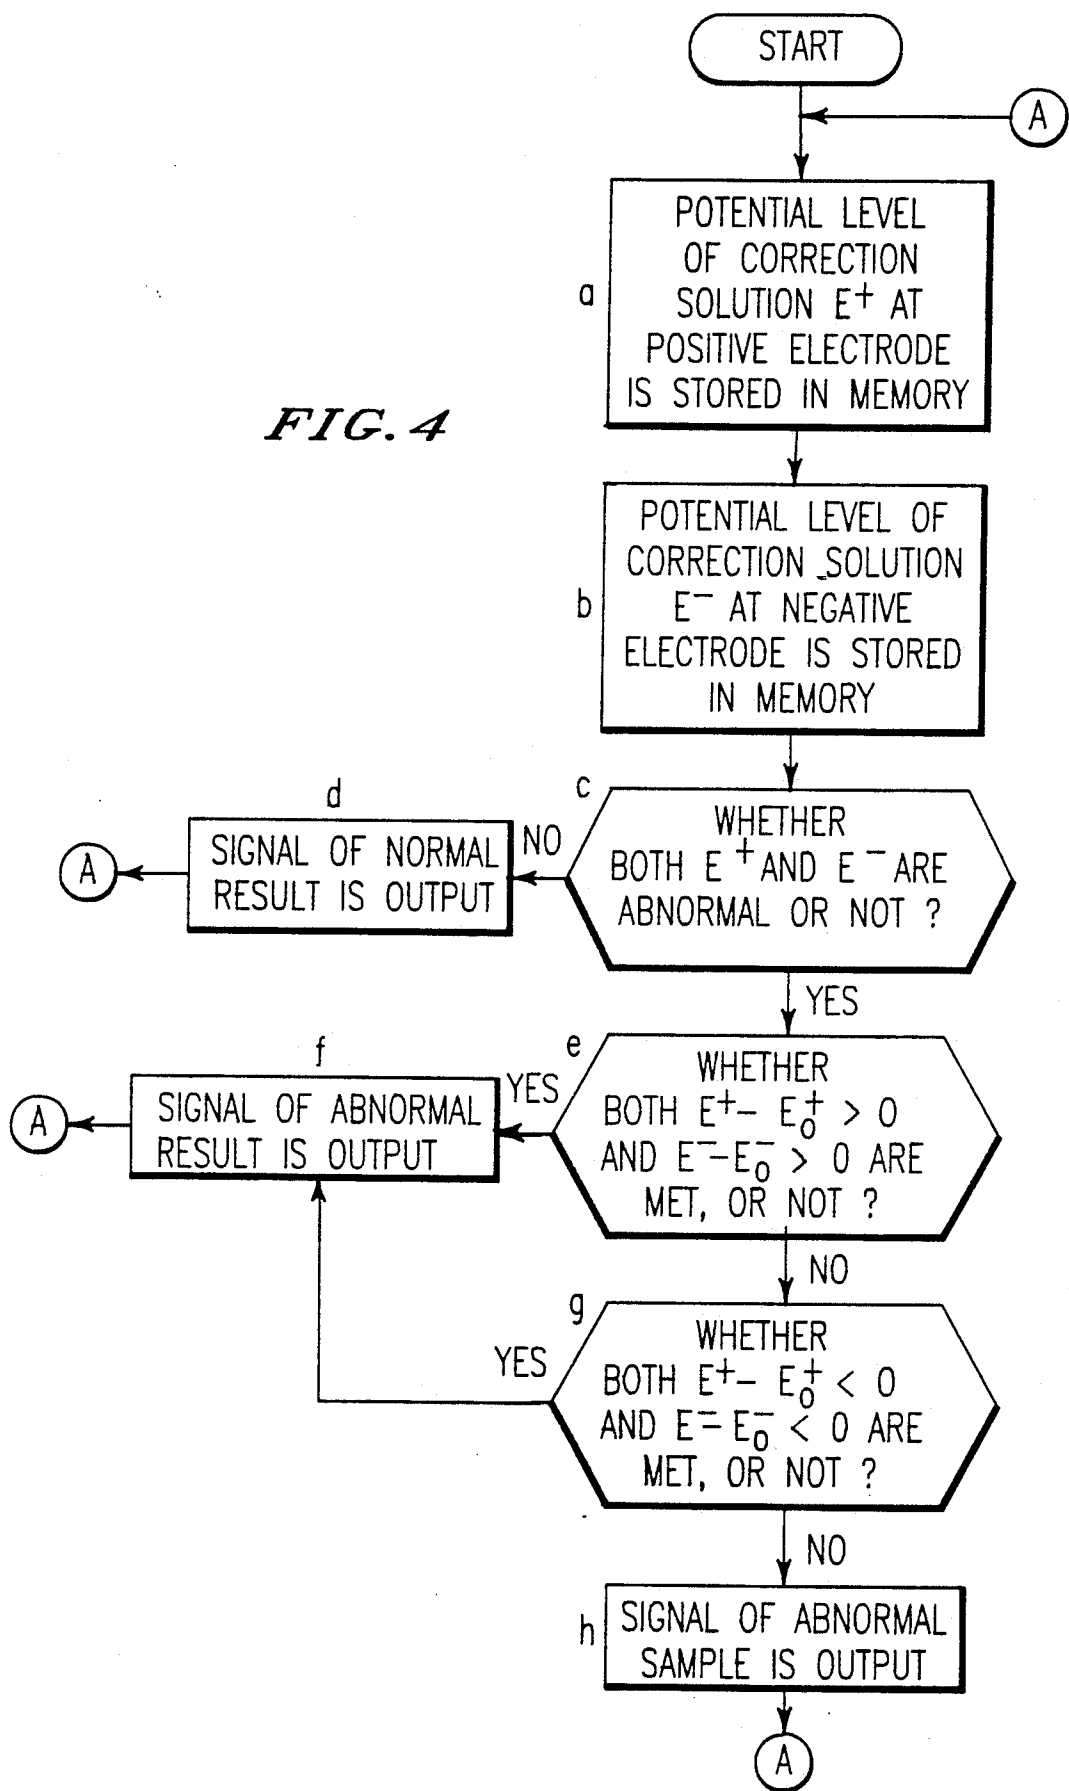 START
A
POTENTIAL LEVEL
OF CORRECTION
SOLUTION E⁺ AT
POSITIVE ELECTRODE
IS STORED IN MEMORY
a
FIG. 4
POTENTIAL LEVEL OF
CORRECTION SOLUTION
E⁻ AT NEGATIVE
ELECTRODE IS STORED
IN MEMORY
b
c
WHETHER
BOTH E⁺ AND E⁻ ARE
ABNORMAL OR NOT ?
NO
d
SIGNAL OF NORMAL
RESULT IS OUTPUT
A
YES
e
WHETHER
BOTH E⁺ - E₀⁺ > 0
AND E⁻ - E₀⁻ > 0 ARE
MET, OR NOT ?
YES
f
SIGNAL OF ABNORMAL
RESULT IS OUTPUT
A
NO
g
WHETHER
BOTH E⁺ - E₀⁺ < 0
AND E⁻ - E₀⁻ < 0 ARE
MET, OR NOT ?
YES
NO
h
SIGNAL OF ABNORMAL
SAMPLE IS OUTPUT
A